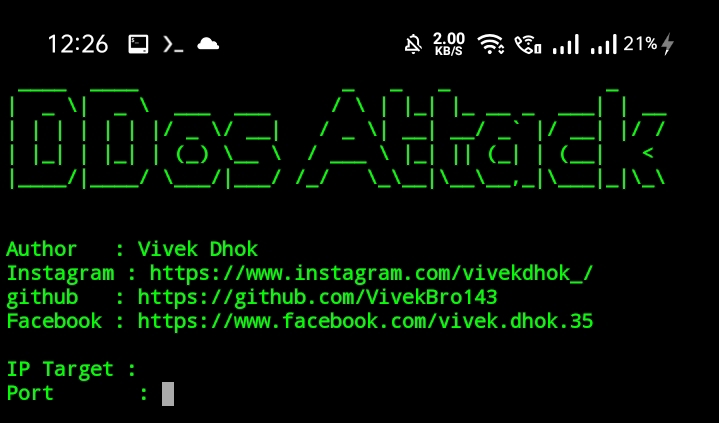 12:26 2.00 KB/S 21%
DDos Attack
Author : Vivek Dhok
Instagram : https://www.instagram.com/vivekdhok_/
github : https://github.com/VivekBro143
Facebook : https://www.facebook.com/vivek.dhok.35
IP Target :
Port :